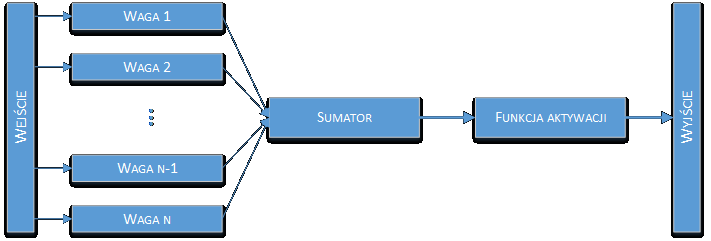 WEJŚCIE
WAGA 1
WAGA 2
WAGA N-1
WAGA N
SUMATOR
FUNKCJA AKTYWACJI
WYJŚCIE